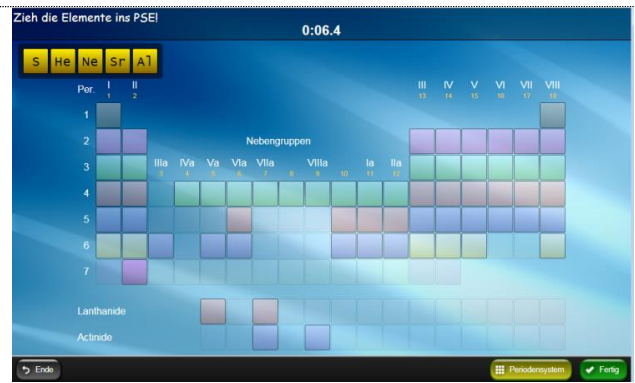 Zieh die Elemente ins PSE!
0:06.4
S He Ne Sr Al
Per. I II III IV V VI VII VIII
1 2 13 14 15 16 17 18
1
2 Nebengruppen
3 IIIa IVa Va VIa VIIa VIIIa Ia IIa
3 4 5 6 7 8 9 10 11 12
4
5
6
7
Lanthanide
Actinide
Ende Periodensystem Fertig